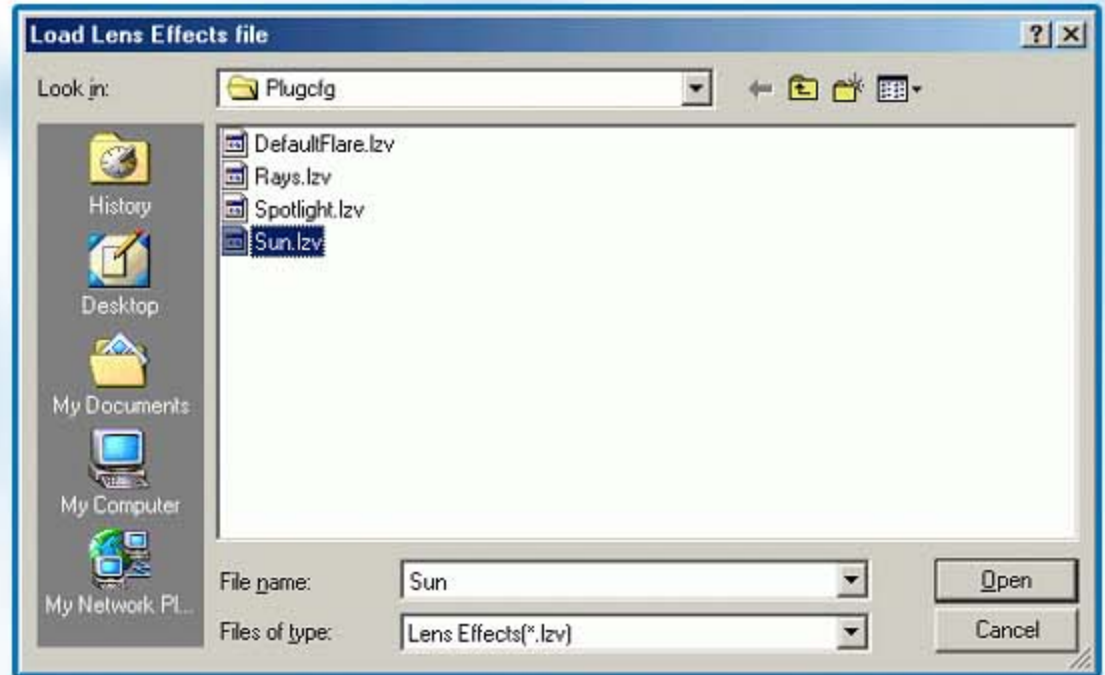 Load Lens Effects file
Look in:
Plugcfg
History
Desktop
My Documents
My Computer
My Network Pl...
DefaultFlare.lzv
Rays.lzv
Spotlight.lzv
Sun.lzv
File name:
Sun
Open
Files of type:
Lens Effects(*.lzv)
Cancel